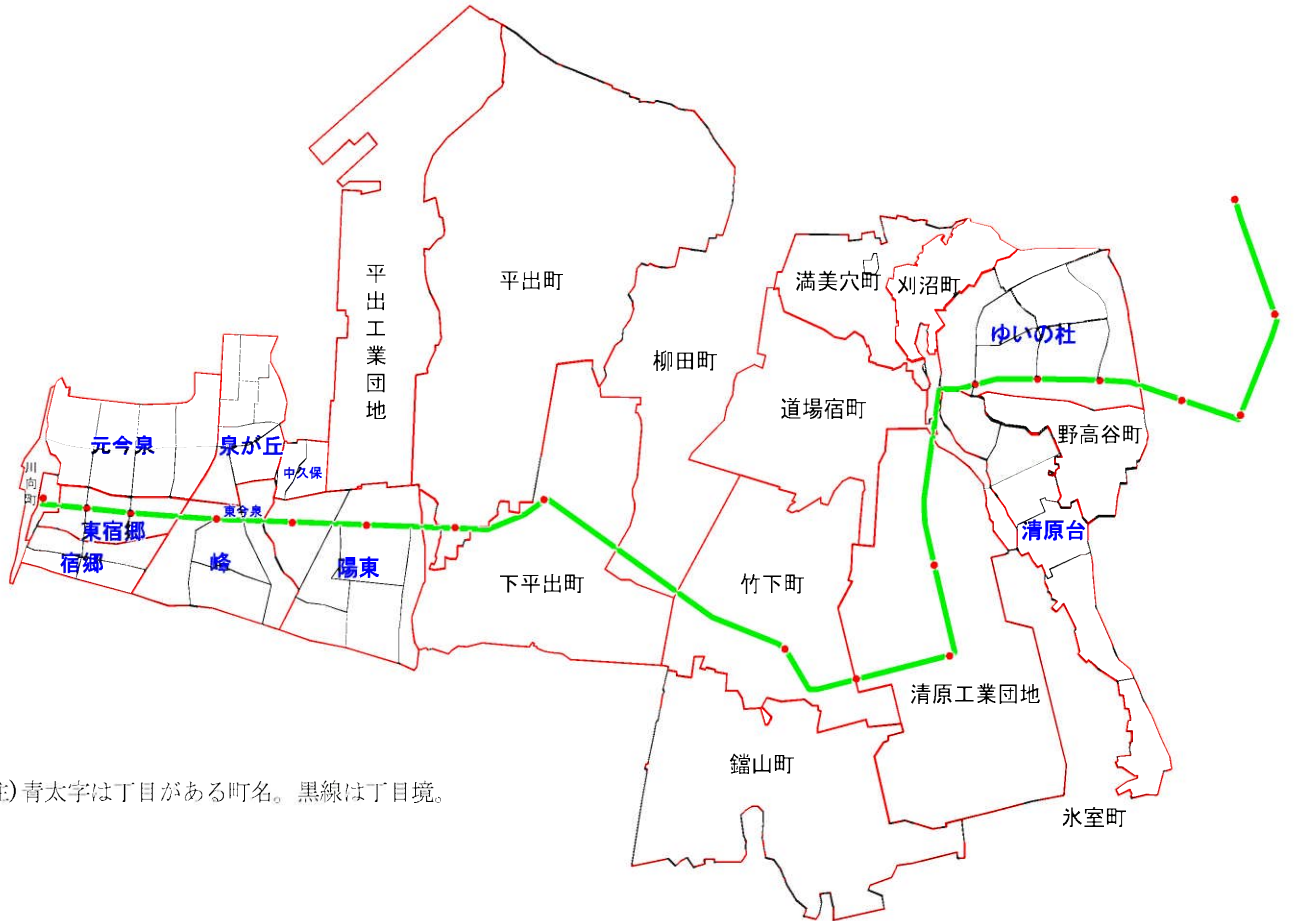 平出工業団地
平出町
満美穴町
刈沼町
ゆいの杜
柳田町
道場宿町
野高谷町
元今泉
泉が丘
中久保
川向町
東今泉
東宿郷
宿郷
峰
陽東
下平出町
竹下町
清原台
清原工業団地
鐺山町
氷室町
注)青太字は丁目がある町名。黒線は丁目境。